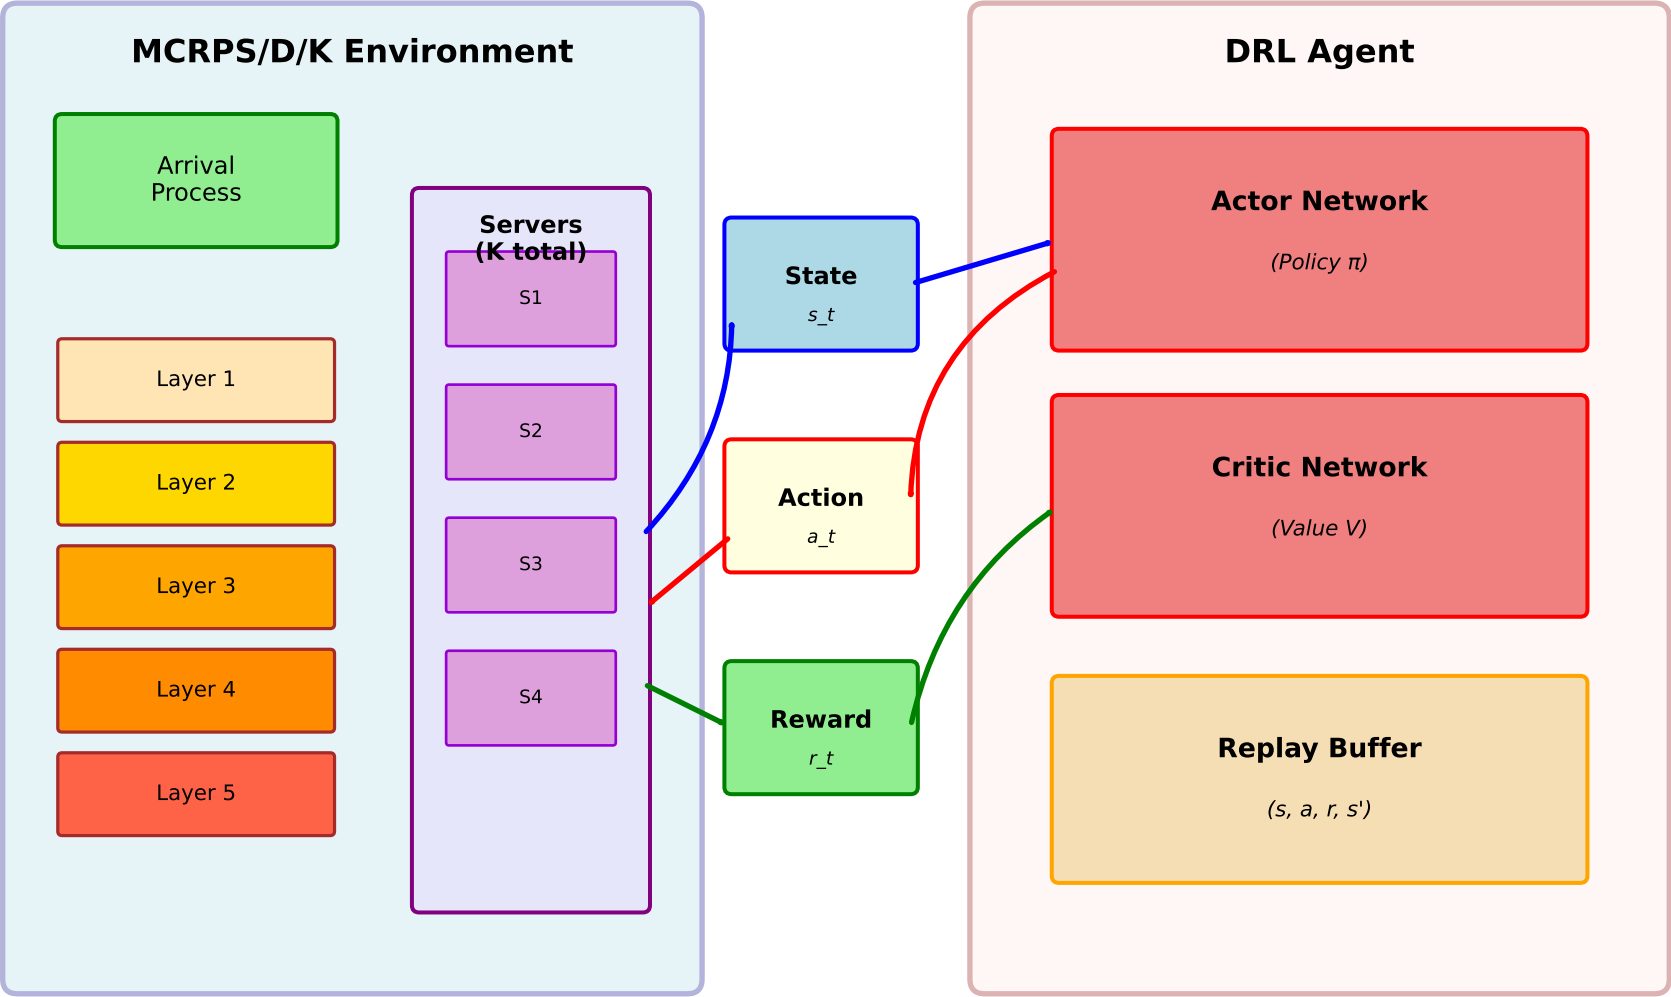 MCRPS/D/K Environment
Arrival
Process
Layer 1
Layer 2
Layer 3
Layer 4
Layer 5
Servers
(K total)
S1
S2
S3
S4
State
s_t
Action
a_t
Reward
r_t
DRL Agent
Actor Network
(Policy π)
Critic Network
(Value V)
Replay Buffer
(s, a, r, s')